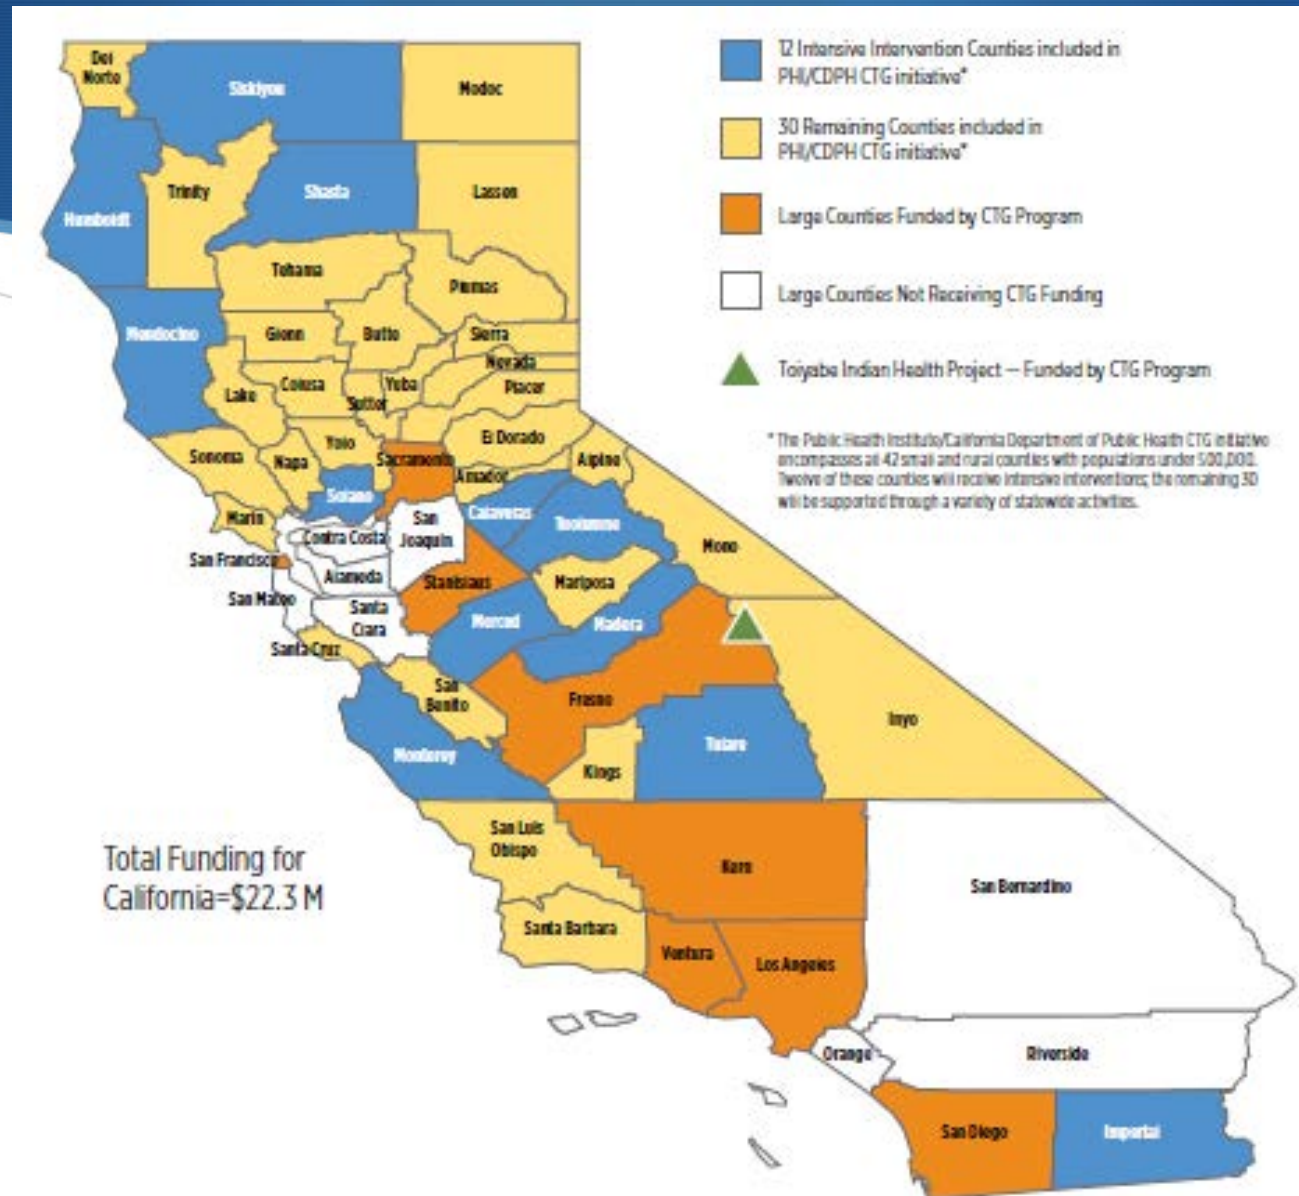 Del
Norte
Siskiyou
Modoc
Humboldt
Trinity
Shasta
Lassen
Tehama
Plumas
Mendocino
Glenn
Butte
Sierra
Nevada
Lake
Colusa
Yuba
Placer
Sutter
Yolo
El Dorado
Sonoma
Napa
Sacramento
Amador
Alpine
Solano
Calaveras
Tuolumne
Marin
Contra Costa
San
Joaquin
Mono
San Francisco
Alameda
Stanislaus
Mariposa
San Mateo
Santa
Clara
Merced
Madera
Santa Cruz
San
Benito
Fresno
Inyo
Monterey
Kings
Tulare
San Luis
Obispo
Kern
San Bernardino
Santa Barbara
Ventura
Los Angeles
Orange
Riverside
San Diego
Imperial
12 Intensive Intervention Counties included in
PHI/CDPH CTG initiative*
30 Remaining Counties included in
PHI/CDPH CTG initiative*
Large Counties Funded by CTG Program
Large Counties Not Receiving CTG Funding
Toiyabe Indian Health Project – Funded by CTG Program
* The Public Health Institute/California Department of Public Health CTG initiative
encompasses all 42 small and rural counties with populations under 500,000.
Twelve of these counties will receive intensive interventions; the remaining 30
will be supported through a variety of statewide activities.
Total Funding for
California=$22.3 M